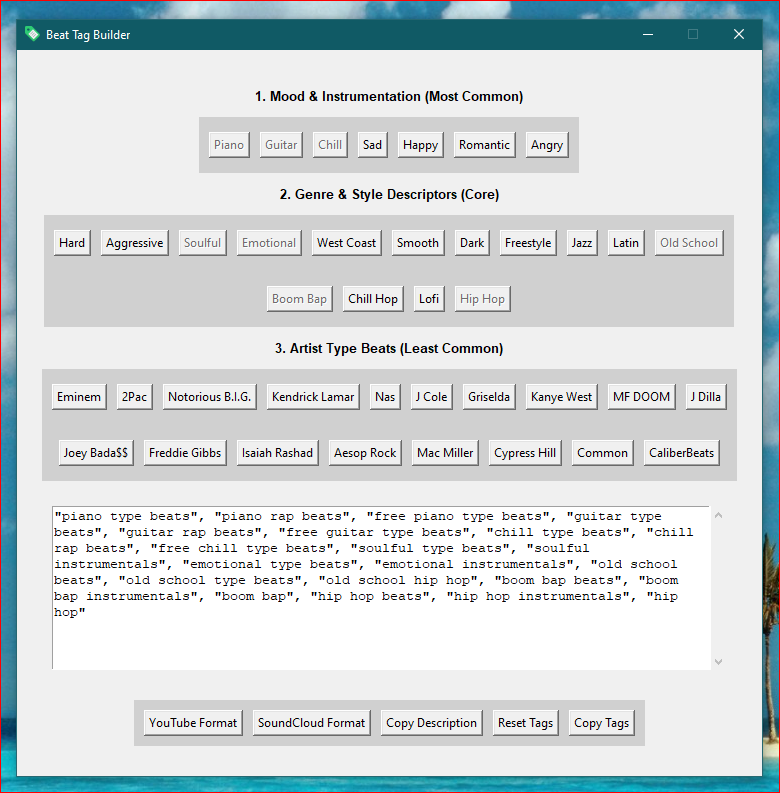 Beat Tag Builder
1. Mood & Instrumentation (Most Common)
Piano Guitar Chill Sad Happy Romantic Angry
2. Genre & Style Descriptors (Core)
Hard Aggressive Soulful Emotional West Coast Smooth Dark Freestyle Jazz Latin Old School
Boom Bap Chill Hop Lofi Hip Hop
3. Artist Type Beats (Least Common)
Eminem 2Pac Notorious B.I.G. Kendrick Lamar Nas J Cole Griselda Kanye West MF DOOM J Dilla
Joey Bada$$ Freddie Gibbs Isaiah Rashad Aesop Rock Mac Miller Cypress Hill Common CaliberBeats
"piano type beats", "piano rap beats", "free piano type beats", "guitar type
beats", "guitar rap beats", "free guitar type beats", "chill type beats", "chill
rap beats", "free chill type beats", "soulful type beats", "soulful
instrumentals", "emotional type beats", "emotional instrumentals", "old school
beats", "old school type beats", "old school hip hop", "boom bap beats", "boom
bap instrumentals", "boom bap", "hip hop beats", "hip hop instrumentals", "hip
hop"
YouTube Format SoundCloud Format Copy Description Reset Tags Copy Tags